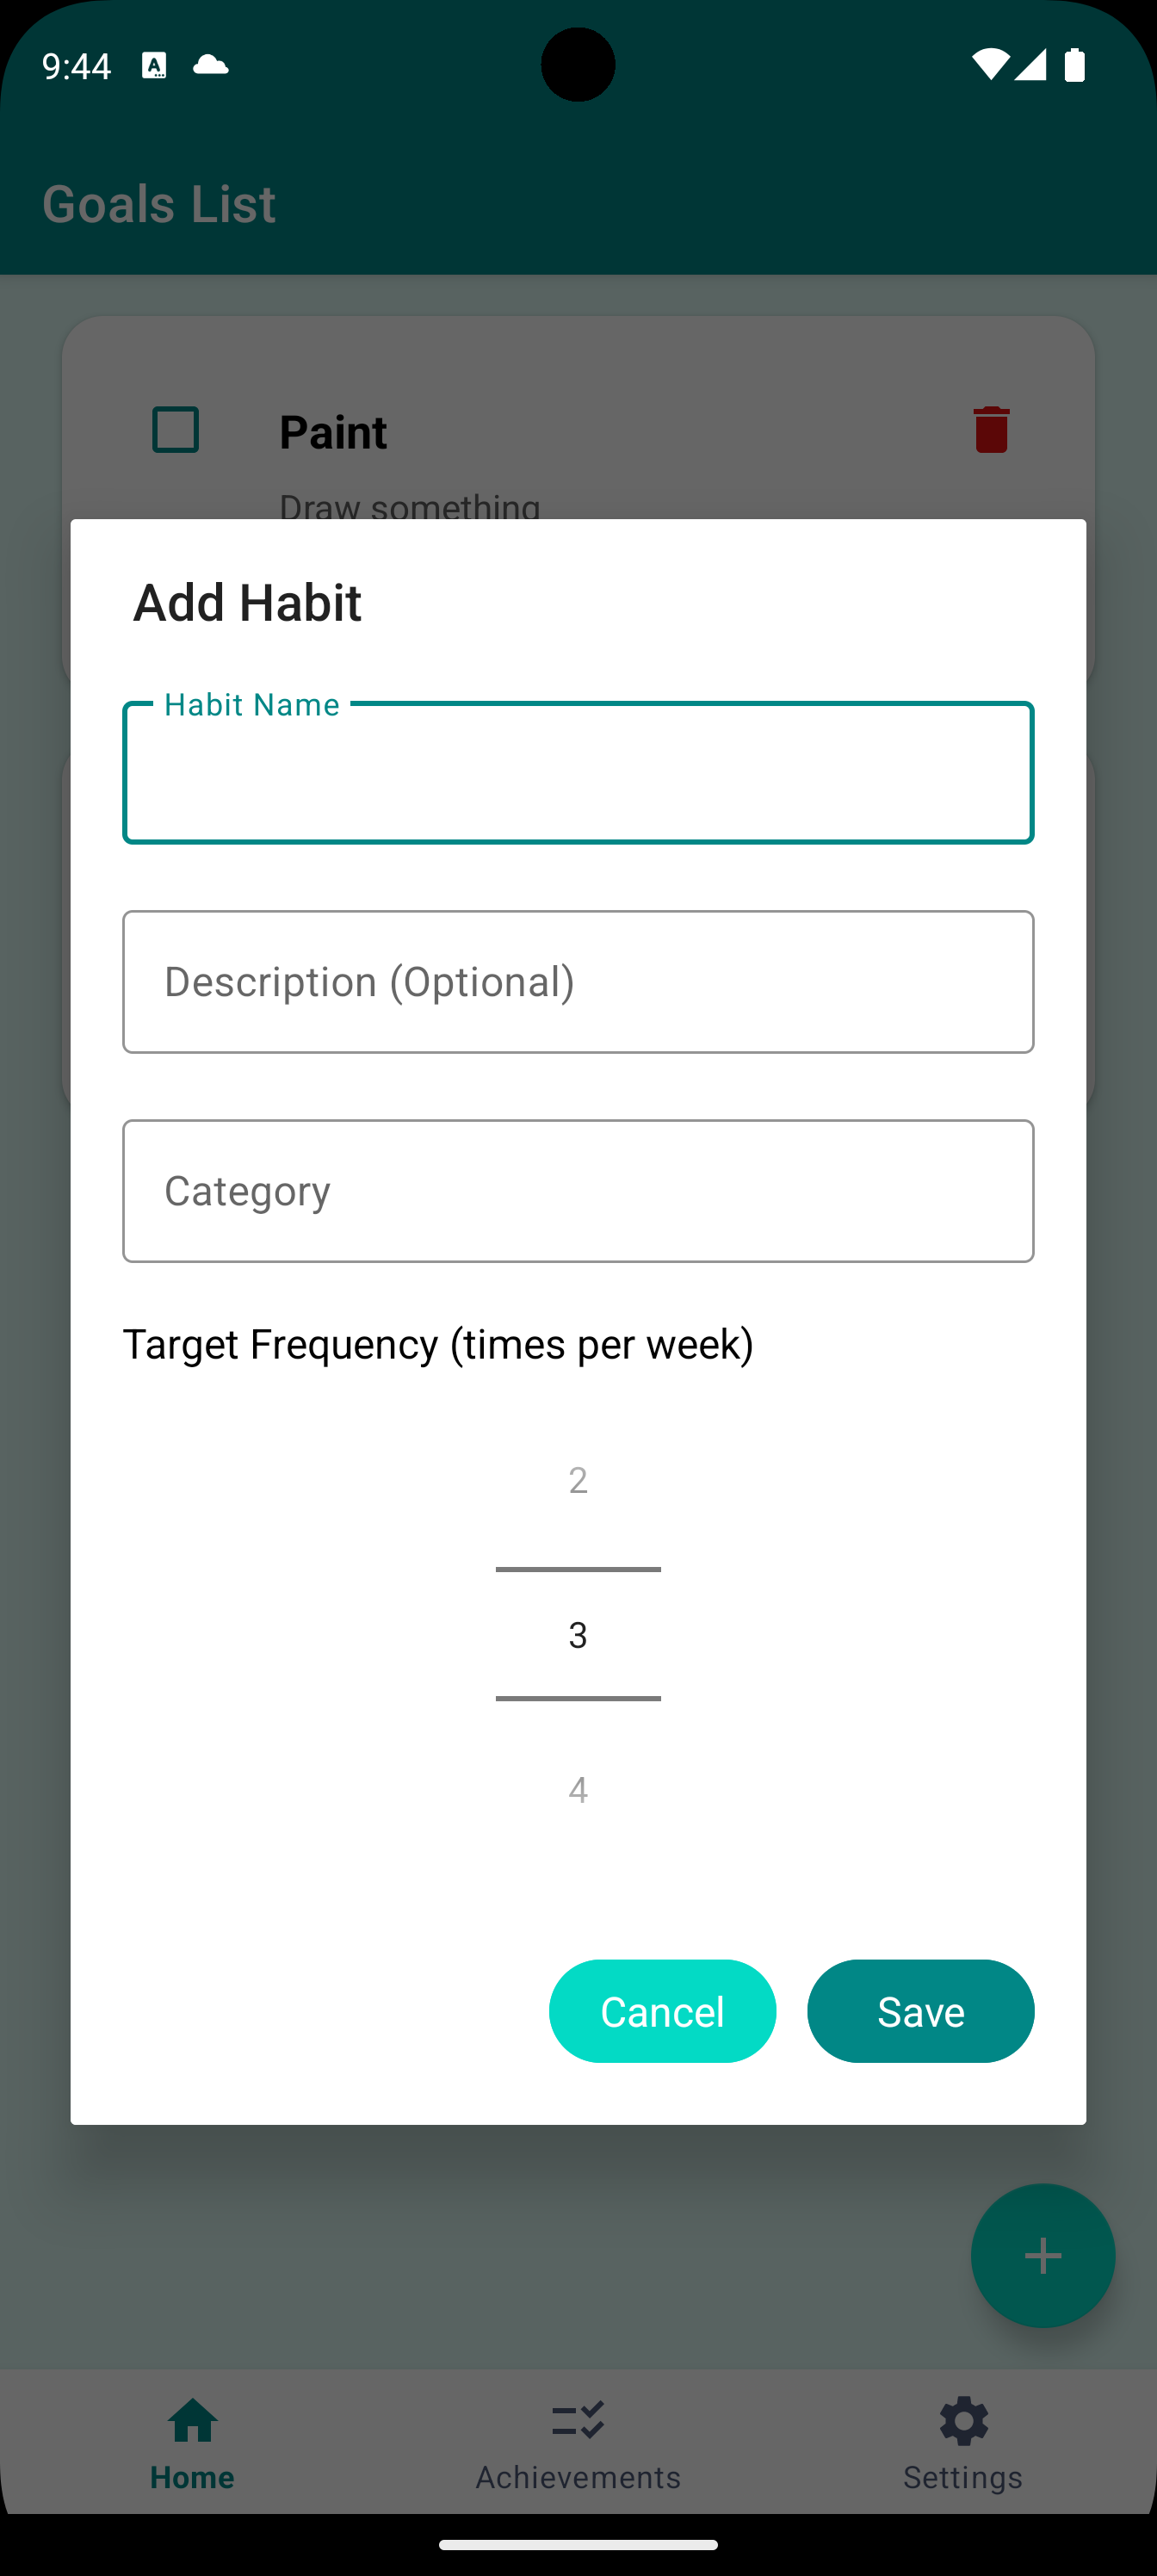 9:44
Goals List
Paint
Draw something
Add Habit
Habit Name
Description (Optional)
Category
Target Frequency (times per week)
2
3
4
Cancel
Save
Home
Achievements
Settings